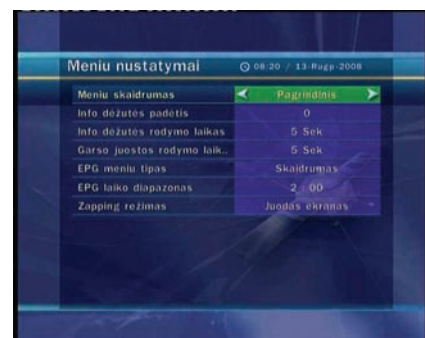 Meniu nustatymai 08:20 / 13-Rugp-2008
Meniu skaidrumas Pagrindinis
Info dėžutės padėtis 0
Info dėžutės rodymo laikas 5 Sek
Garso juostos rodymo laik.. 5 Sek
EPG meniu tipas Skaidrumas
EPG laiko diapazonas 2 : 00
Zapping režimas Juodas ekranas